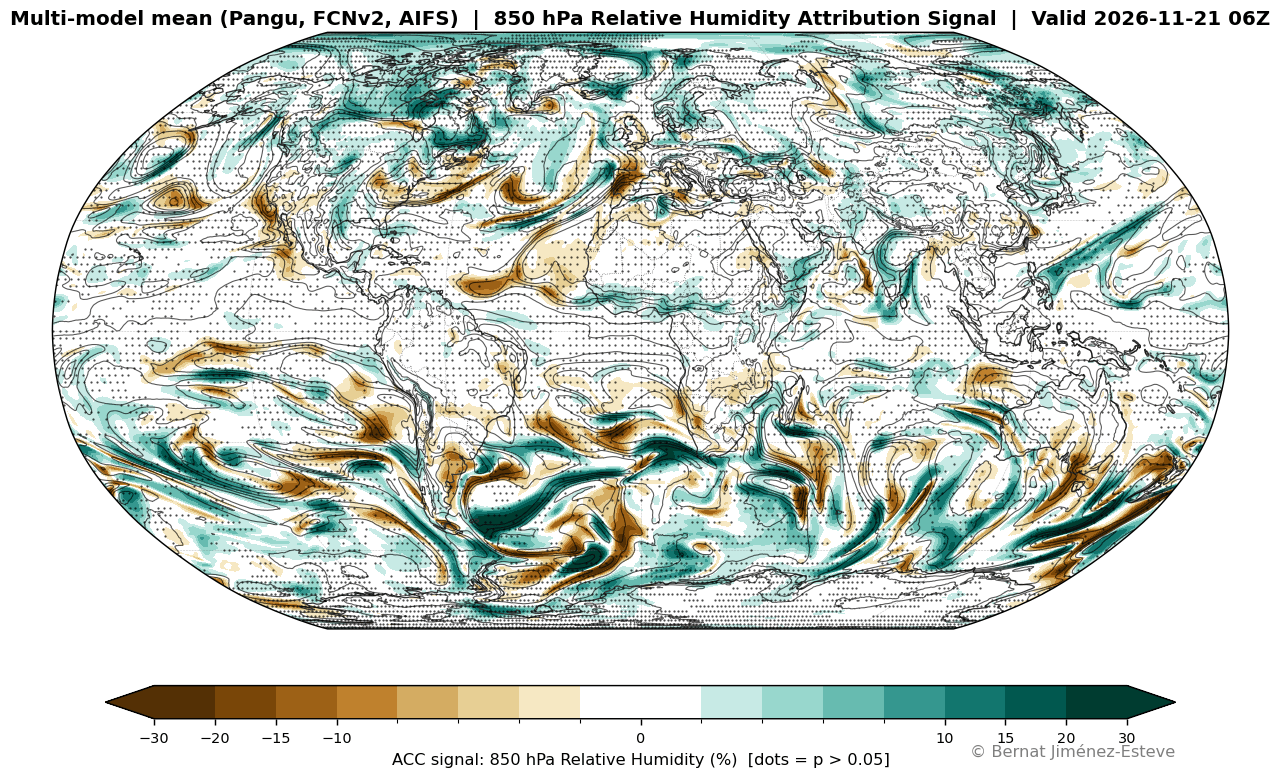 Multi-model mean (Pangu, FCNv2, AIFS)  |  850 hPa Relative Humidity Attribution Signal  |  Valid 2026-11-21 06Z
−30 −20 −15 −10 0 10 15 20 30
ACC signal: 850 hPa Relative Humidity (%)  [dots = p > 0.05]
© Bernat Jiménez-Esteve